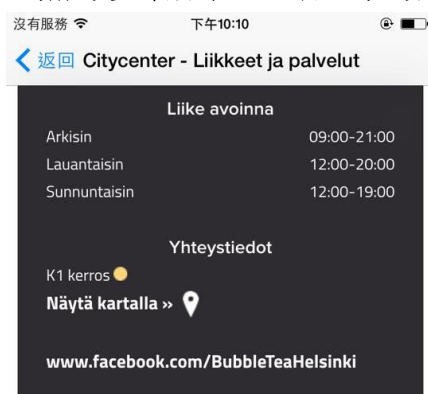 沒有服務 下午10:10
返回 Citycenter - Liikkeet ja palvelut
Liike avoinna
Arkisin 09:00-21:00
Lauantaisin 12:00-20:00
Sunnuntaisin 12:00-19:00
Yhteystiedot
K1 kerros
Näytä kartalla »
www.facebook.com/BubbleTeaHelsinki